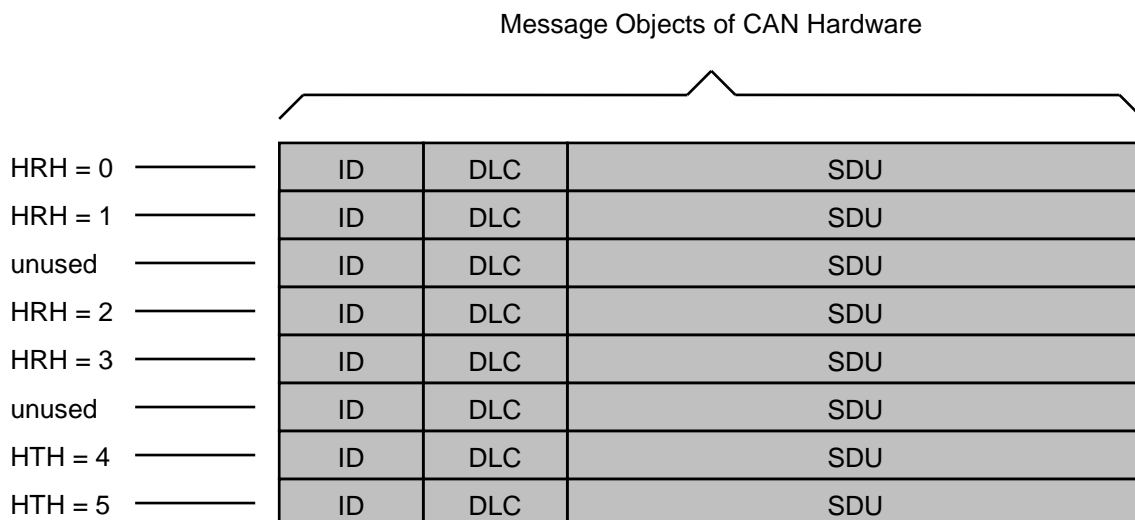 Message Objects of CAN Hardware
HRH = 0 ID DLC SDU
HRH = 1 ID DLC SDU
unused ID DLC SDU
HRH = 2 ID DLC SDU
HRH = 3 ID DLC SDU
unused ID DLC SDU
HTH = 4 ID DLC SDU
HTH = 5 ID DLC SDU